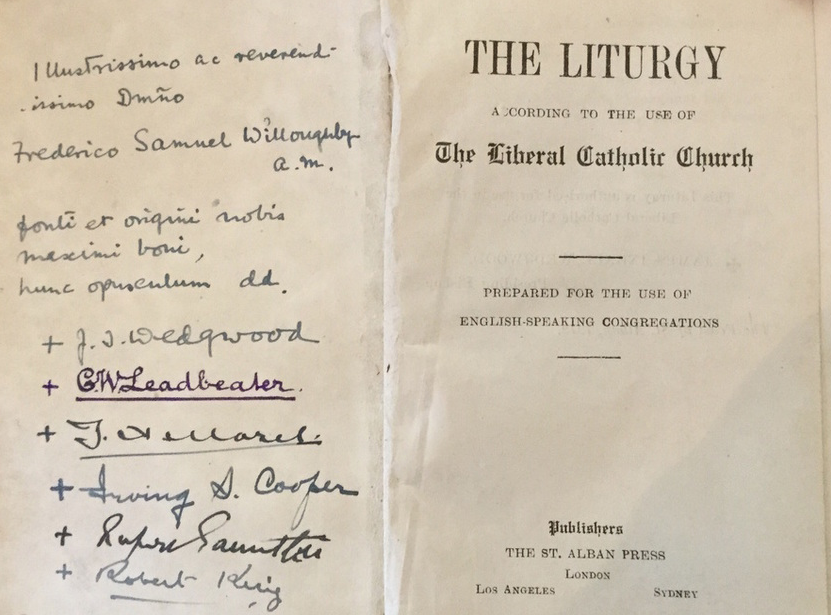 Illustrissimo ac reverend-
issimo Dmño
Frederico Samuel Willoughby
a.m.
fonti et origini nobis
maximi boni,
hunc opusculum dd.
+ J. I. Wedgwood
+ C.W. Leadbeater.
+ J.
+ Irving S. Cooper
+ Rupert Gauntlett
+ Robert King
THE LITURGY
ACCORDING TO THE USE OF
The Liberal Catholic Church
PREPARED FOR THE USE OF
ENGLISH-SPEAKING CONGREGATIONS
Publishers
THE ST. ALBAN PRESS
LONDON
LOS ANGELES SYDNEY